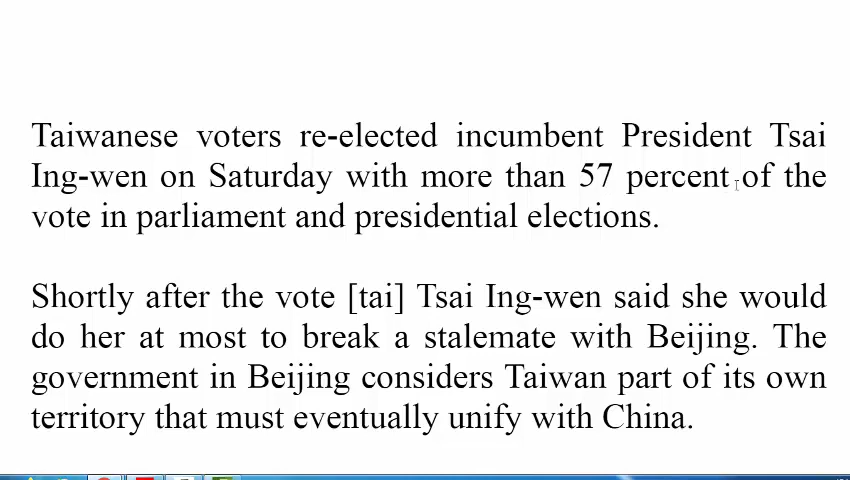 Taiwanese voters re-elected incumbent President Tsai
Ing-wen on Saturday with more than 57 percent of the
vote in parliament and presidential elections.
Shortly after the vote [tai] Tsai Ing-wen said she would
do her at most to break a stalemate with Beijing. The
government in Beijing considers Taiwan part of its own
territory that must eventually unify with China.